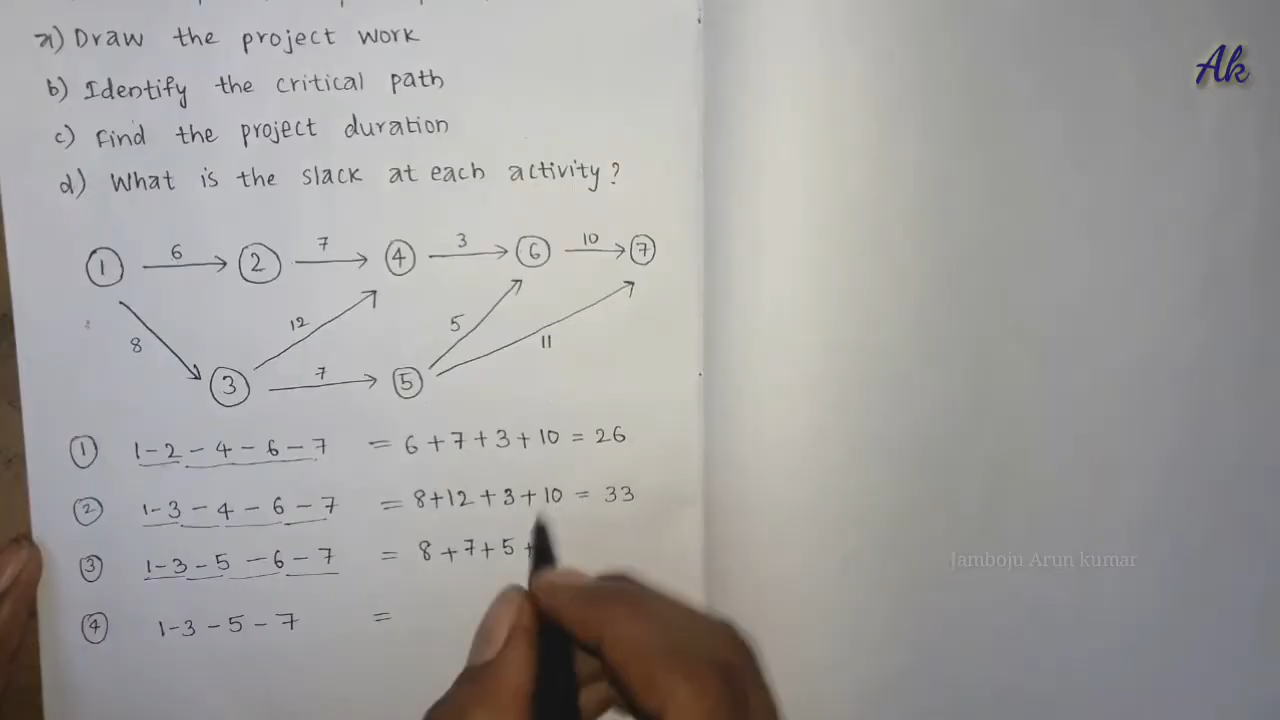 a) Draw the project work
b) Identify the critical path
c) Find the project duration
d) What is the slack at each activity?
Ak
1 6 2 7 4 3 6 10 7
8 12 5 11
3 7 5
① 1-2-4-6-7 = 6+7+3+10 = 26
② 1-3-4-6-7 = 8+12+3+10 = 33
③ 1-3-5-6-7 = 8+7+5+
④ 1-3-5-7 =
Jamboju Arun kumar